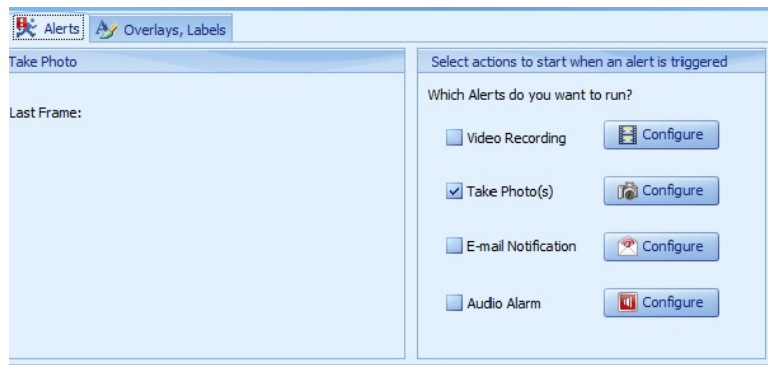 Alerts
Overlays, Labels
Take Photo
Last Frame:
Select actions to start when an alert is triggered
Which Alerts do you want to run?
Video Recording
Configure
Take Photo(s)
Configure
E-mail Notification
Configure
Audio Alarm
Configure